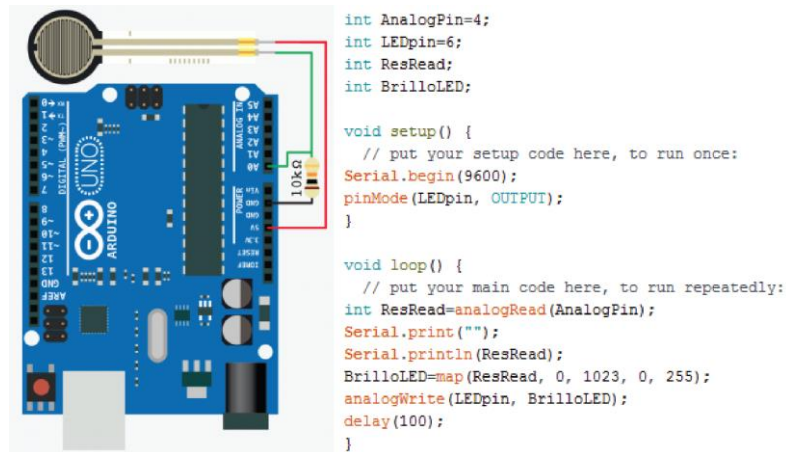 int AnalogPin=4;
int LEDpin=6;
int ResRead;
int BrilloLED;
void setup() {
// put your setup code here, to run once:
Serial.begin(9600);
pinMode(LEDpin, OUTPUT);
}
void loop() {
// put your main code here, to run repeatedly:
int ResRead=analogRead(AnalogPin);
Serial.print("");
Serial.println(ResRead);
BrilloLED=map(ResRead, 0, 1023, 0, 255);
analogWrite(LEDpin, BrilloLED);
delay(100);
}
10kΩ
A5
A4
A3
A2
A1
A0
ANALOG IN
Vin
GND
GND
5V
3.3V
RESET
IOREF
POWER
2
~3
4
~5
~6
7
DIGITAL (PWM~)
8
~9
~10
~11
12
13
GND
AREF
UNO
ARDUINO